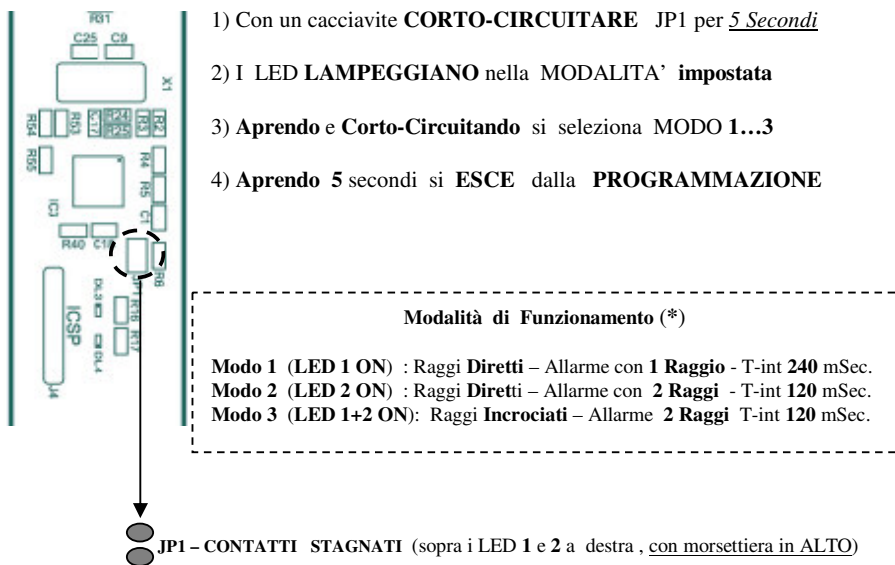 R31
1) Con un cacciavite CORTO-CIRCUITARE JP1 per 5 Secondi
C25 C9
X1
2) I LED LAMPEGGIANO nella MODALITA' impostata
R54 R53 C17 R24 R25 R3 R2
3) Aprendo e Corto-Circuitando si seleziona MODO 1…3
R55 R4
R5
4) Aprendo 5 secondi si ESCE dalla PROGRAMMAZIONE
IC3 C1
R40 C18
JP1 R6
DL3 R16
ICSP R17
DL4
J4
Modalità di Funzionamento (*)
Modo 1 (LED 1 ON) : Raggi Diretti – Allarme con 1 Raggio - T-int 240 mSec.
Modo 2 (LED 2 ON) : Raggi Diretti – Allarme con 2 Raggi - T-int 120 mSec.
Modo 3 (LED 1+2 ON): Raggi Incrociati – Allarme 2 Raggi T-int 120 mSec.
JP1 – CONTATTI STAGNATI (sopra i LED 1 e 2 a destra , con morsettiera in ALTO)